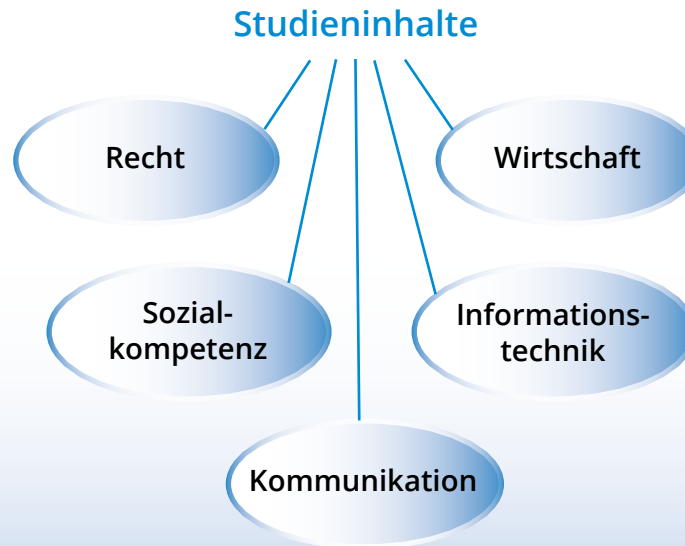 Studieninhalte
Recht
Wirtschaft
Sozial-
kompetenz
Informations-
technik
Kommunikation